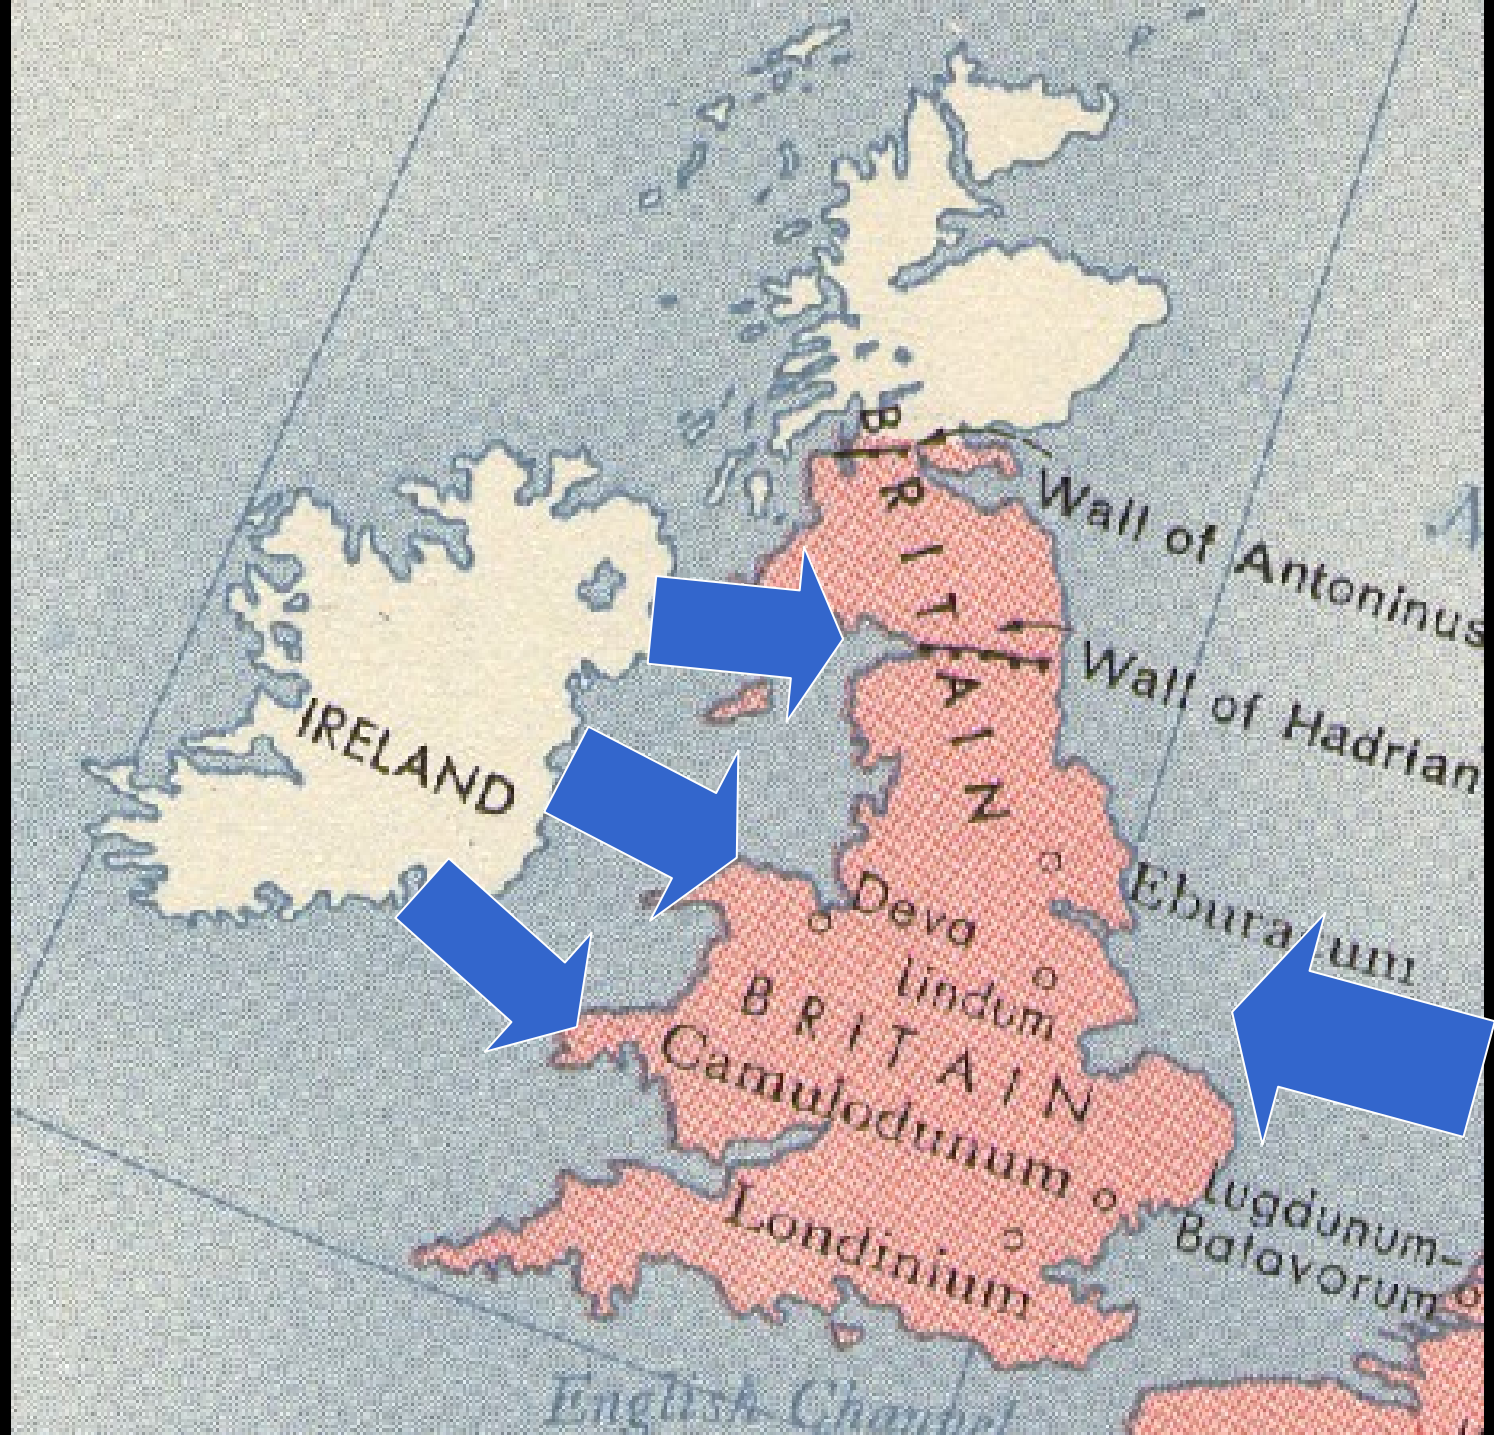 BRITAIN
Wall of Antoninus
Wall of Hadrian
IRELAND
Deva
lindum
BRITAIN
Camulodunum
Londinium
Lugdunum-
Batavorum
English Channel